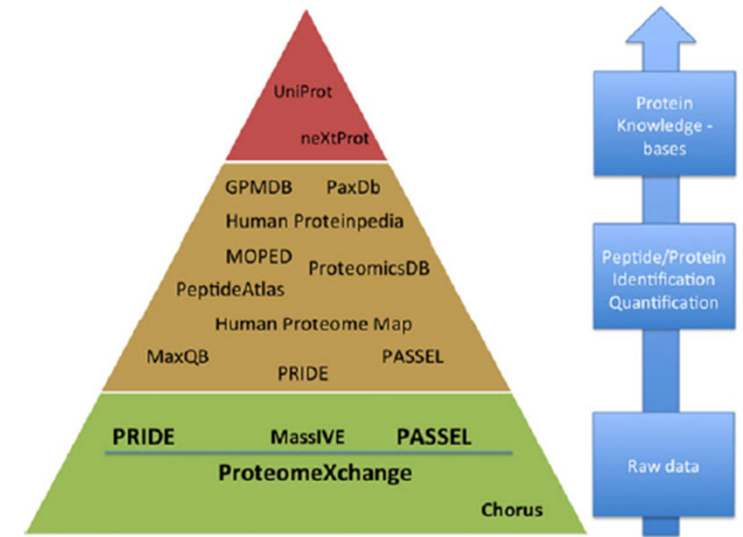 UniProt
neXtProt
GPMDB PaxDb
Human Proteinpedia
MOPED
ProteomicsDB
PeptideAtlas
Human Proteome Map
MaxQB
PRIDE
PASSEL
PRIDE MassIVE PASSEL
ProteomeXchange
Chorus
Protein
Knowledge -
bases
Peptide/Protein
Identification
Quantification
Raw data